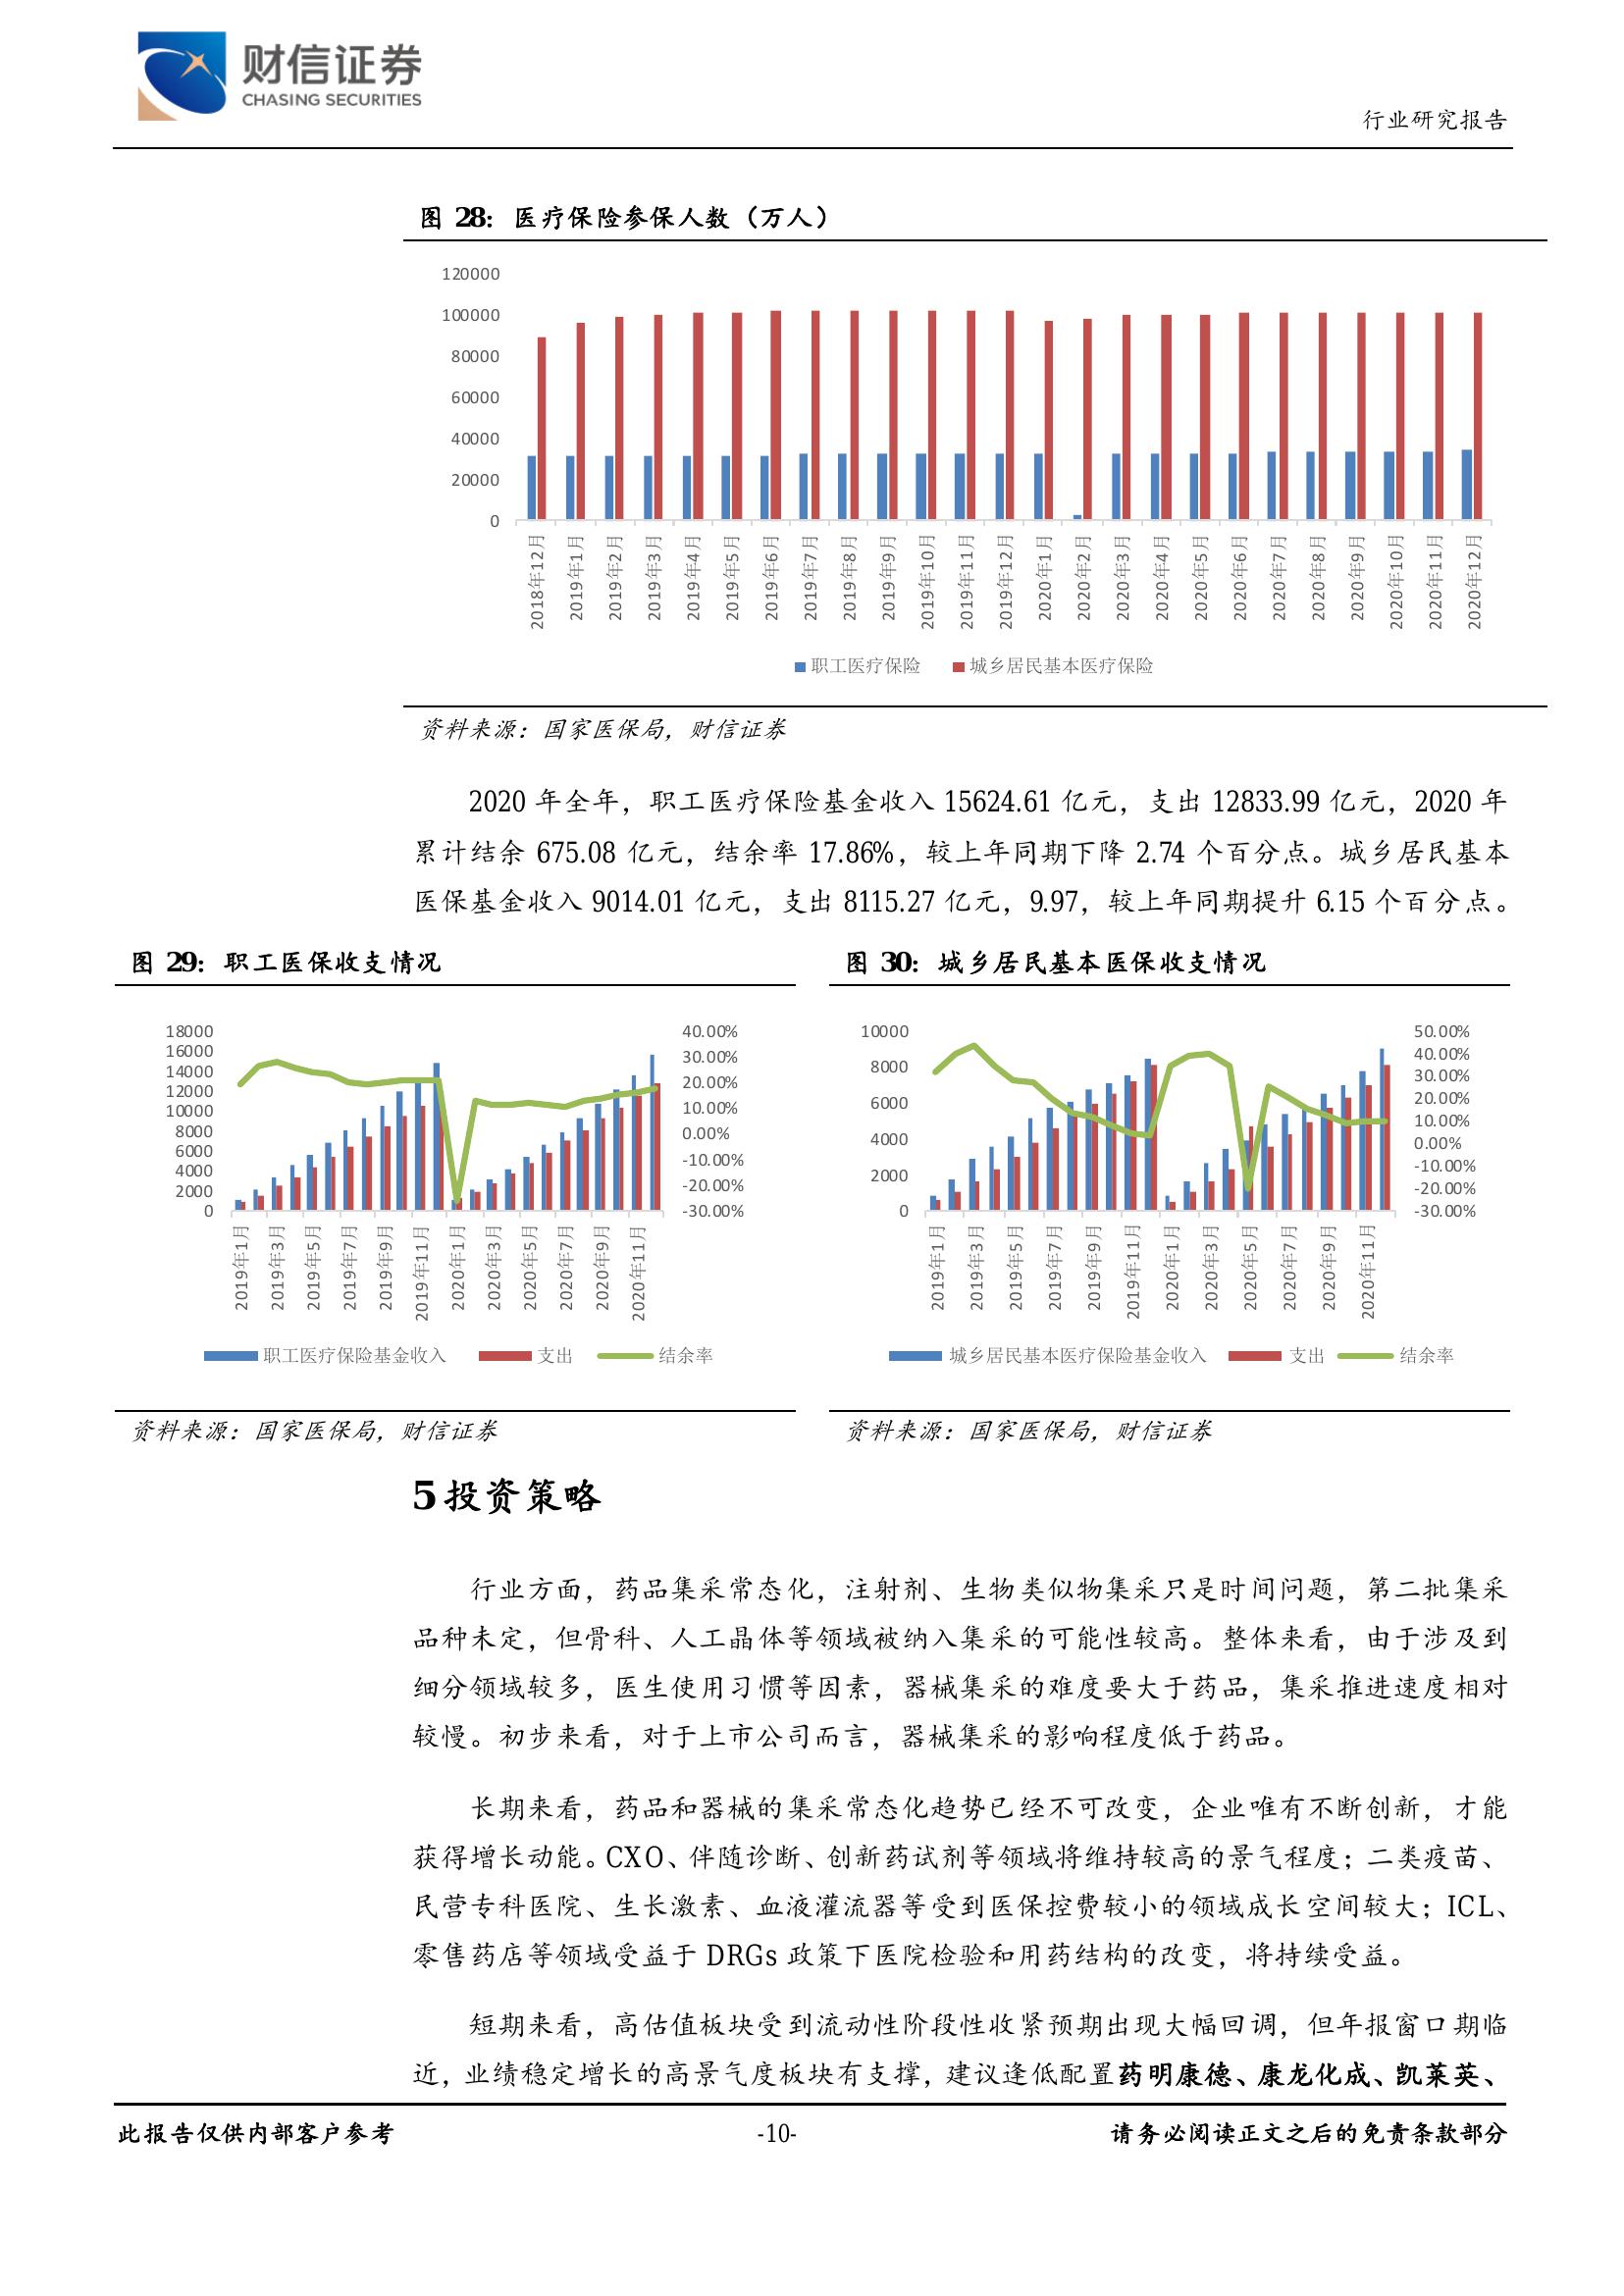 财信证券
CHASING SECURITIES
行业研究报告
图 28：医疗保险参保人数（万人）
120000
100000
80000
60000
40000
20000
0
2018年12月
2019年1月
2019年2月
2019年3月
2019年4月
2019年5月
2019年6月
2019年7月
2019年8月
2019年9月
2019年10月
2019年11月
2019年12月
2020年1月
2020年2月
2020年3月
2020年4月
2020年5月
2020年6月
2020年7月
2020年8月
2020年9月
2020年10月
2020年11月
2020年12月
职工医疗保险 城乡居民基本医疗保险
资料来源：国家医保局，财信证券
2020 年全年，职工医疗保险基金收入 15624.61 亿元，支出 12833.99 亿元，2020 年
累计结余 675.08 亿元，结余率 17.86%，较上年同期下降 2.74 个百分点。城乡居民基本
医保基金收入 9014.01 亿元，支出 8115.27 亿元，9.97，较上年同期提升 6.15 个百分点。
图 29：职工医保收支情况
18000
16000
14000
12000
10000
8000
6000
4000
2000
0
40.00%
30.00%
20.00%
10.00%
0.00%
-10.00%
-20.00%
-30.00%
2019年1月
2019年3月
2019年5月
2019年7月
2019年9月
2019年11月
2020年1月
2020年3月
2020年5月
2020年7月
2020年9月
2020年11月
职工医疗保险基金收入 支出 结余率
资料来源：国家医保局，财信证券
图 30：城乡居民基本医保收支情况
10000
8000
6000
4000
2000
0
50.00%
40.00%
30.00%
20.00%
10.00%
0.00%
-10.00%
-20.00%
-30.00%
2019年1月
2019年3月
2019年5月
2019年7月
2019年9月
2019年11月
2020年1月
2020年3月
2020年5月
2020年7月
2020年9月
2020年11月
城乡居民基本医疗保险基金收入 支出 结余率
资料来源：国家医保局，财信证券
5 投资策略
行业方面，药品集采常态化，注射剂、生物类似物集采只是时间问题，第二批集采
品种未定，但骨科、人工晶体等领域被纳入集采的可能性较高。整体来看，由于涉及到
细分领域较多，医生使用习惯等因素，器械集采的难度要大于药品，集采推进速度相对
较慢。初步来看，对于上市公司而言，器械集采的影响程度低于药品。
长期来看，药品和器械的集采常态化趋势已经不可改变，企业唯有不断创新，才能
获得增长动能。CXO、伴随诊断、创新药试剂等领域将维持较高的景气程度；二类疫苗、
民营专科医院、生长激素、血液灌流器等受到医保控费较小的领域成长空间较大；ICL、
零售药店等领域受益于 DRGs 政策下医院检验和用药结构的改变，将持续受益。
短期来看，高估值板块受到流动性阶段性收紧预期出现大幅回调，但年报窗口期临
近，业绩稳定增长的高景气度板块有支撑，建议逢低配置药明康德、康龙化成、凯莱英、
此报告仅供内部客户参考
-10-
请务必阅读正文之后的免责条款部分